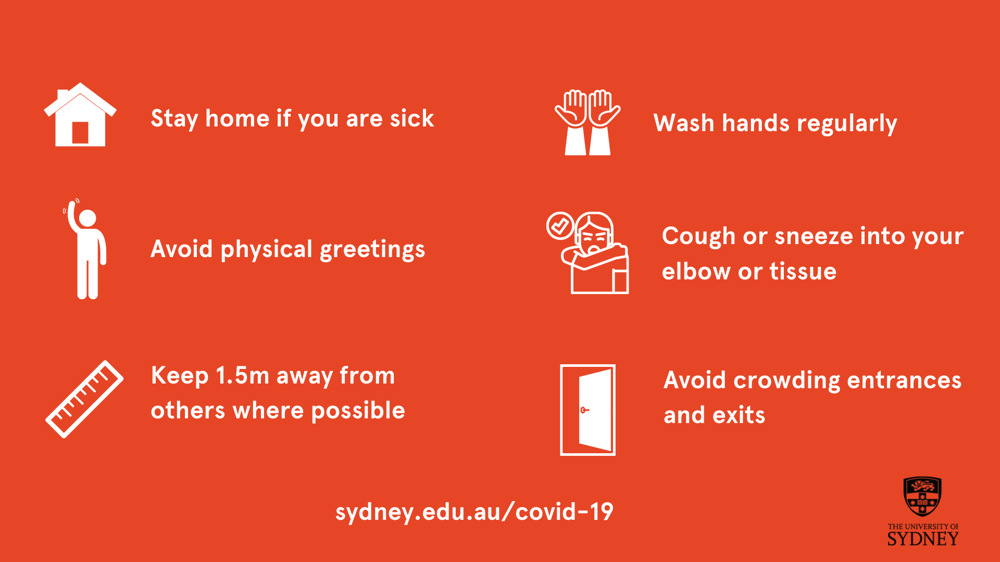 Stay home if you are sick
Wash hands regularly
Avoid physical greetings
Cough or sneeze into your
elbow or tissue
Keep 1.5m away from
others where possible
Avoid crowding entrances
and exits
sydney.edu.au/covid-19
THE UNIVERSITY OF
SYDNEY